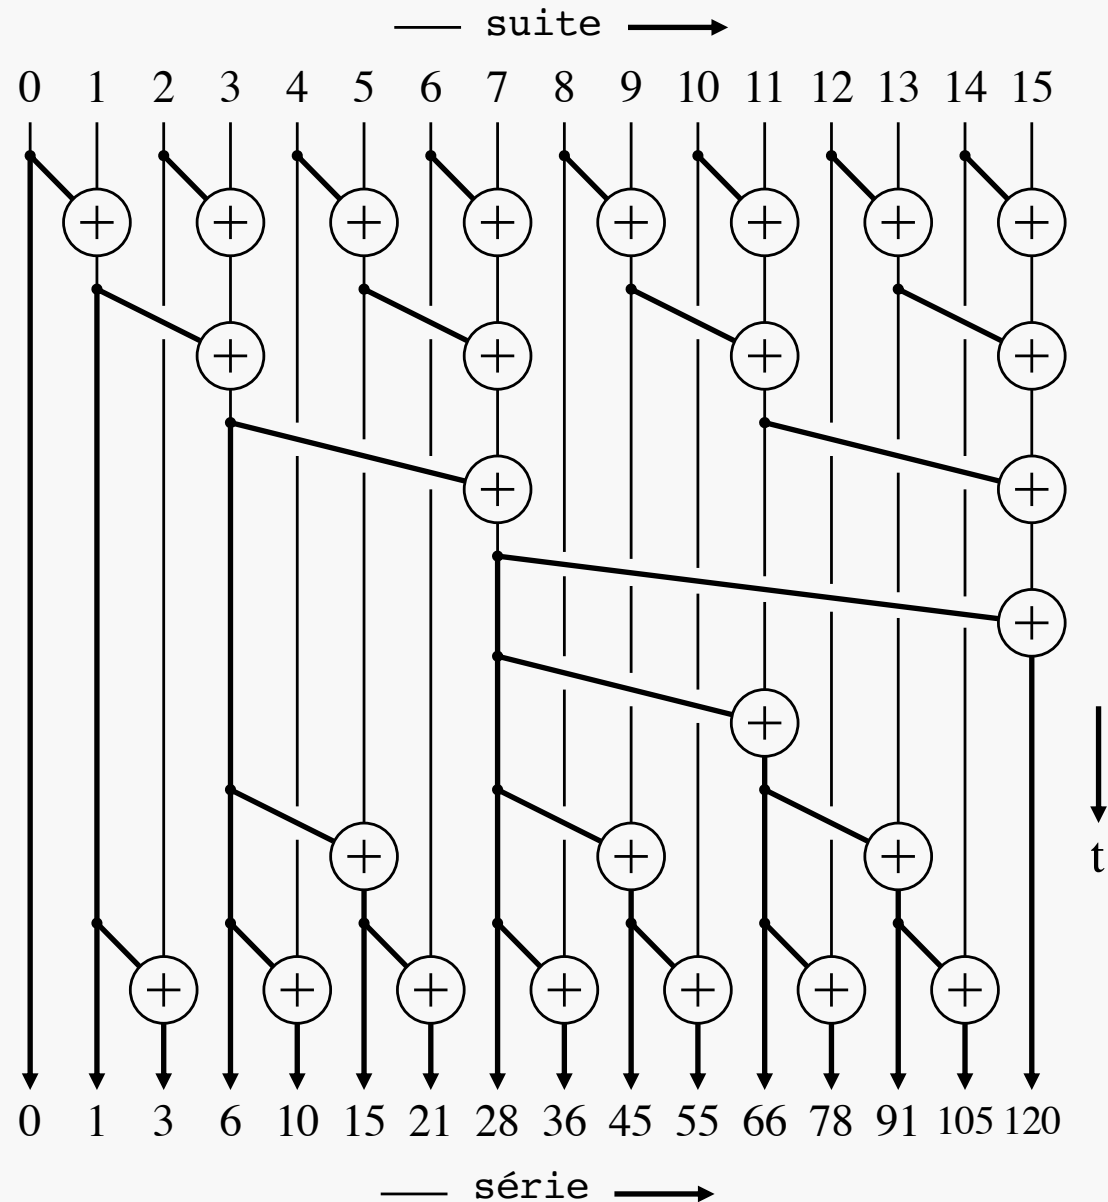 suite
0 1 2 3 4 5 6 7 8 9 10 11 12 13 14 15
+ + + + + + + +
+ + + +
+ +
+
+
+ + +
t
+ + + + + + +
0 1 3 6 10 15 21 28 36 45 55 66 78 91 105 120
série